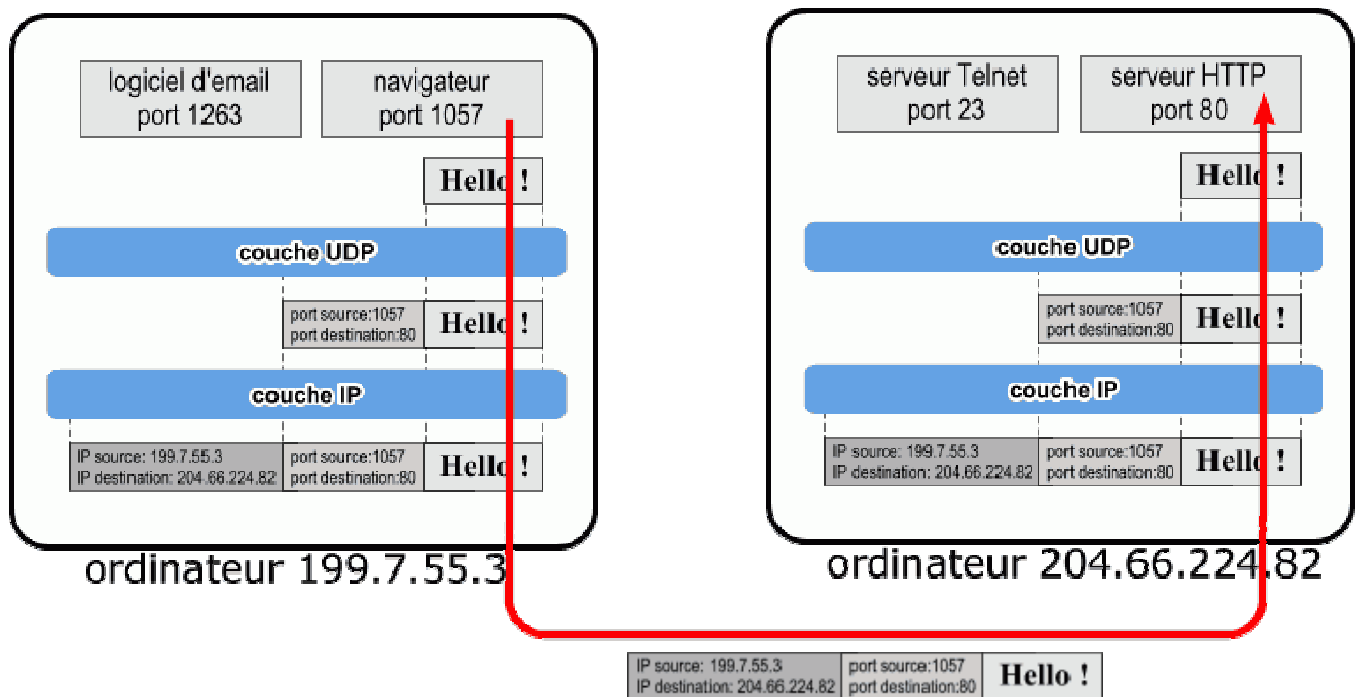 logiciel d'email
port 1263
navigateur
port 1057
Hello !
couche UDP
port source:1057
port destination:80
Hello !
couche IP
IP source: 199.7.55.3
IP destination: 204.66.224.82
port source:1057
port destination:80
Hello !
ordinateur 199.7.55.3
serveur Telnet
port 23
serveur HTTP
port 80
Hello !
couche UDP
port source:1057
port destination:80
Hello !
couche IP
IP source: 199.7.55.3
IP destination: 204.66.224.82
port source:1057
port destination:80
Hello !
ordinateur 204.66.224.82
IP source: 199.7.55.3
IP destination: 204.66.224.82
port source:1057
port destination:80
Hello !